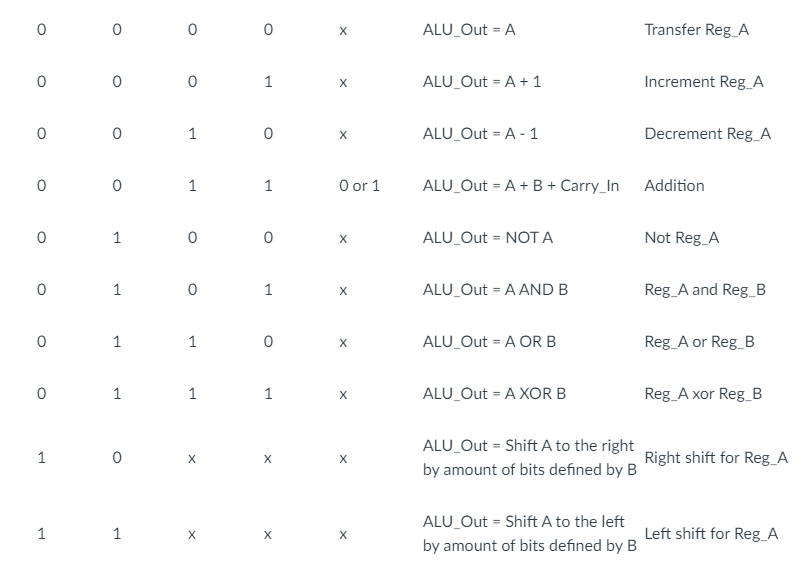 0 0 0 0 x ALU_Out = A Transfer Reg_A
0 0 0 1 x ALU_Out = A + 1 Increment Reg_A
0 0 1 0 x ALU_Out = A - 1 Decrement Reg_A
0 0 1 1 0 or 1 ALU_Out = A + B + Carry_In Addition
0 1 0 0 x ALU_Out = NOT A Not Reg_A
0 1 0 1 x ALU_Out = A AND B Reg_A and Reg_B
0 1 1 0 x ALU_Out = A OR B Reg_A or Reg_B
0 1 1 1 x ALU_Out = A XOR B Reg_A xor Reg_B
1 0 x x x ALU_Out = Shift A to the right
by amount of bits defined by B Right shift for Reg_A
1 1 x x x ALU_Out = Shift A to the left
by amount of bits defined by B Left shift for Reg_A